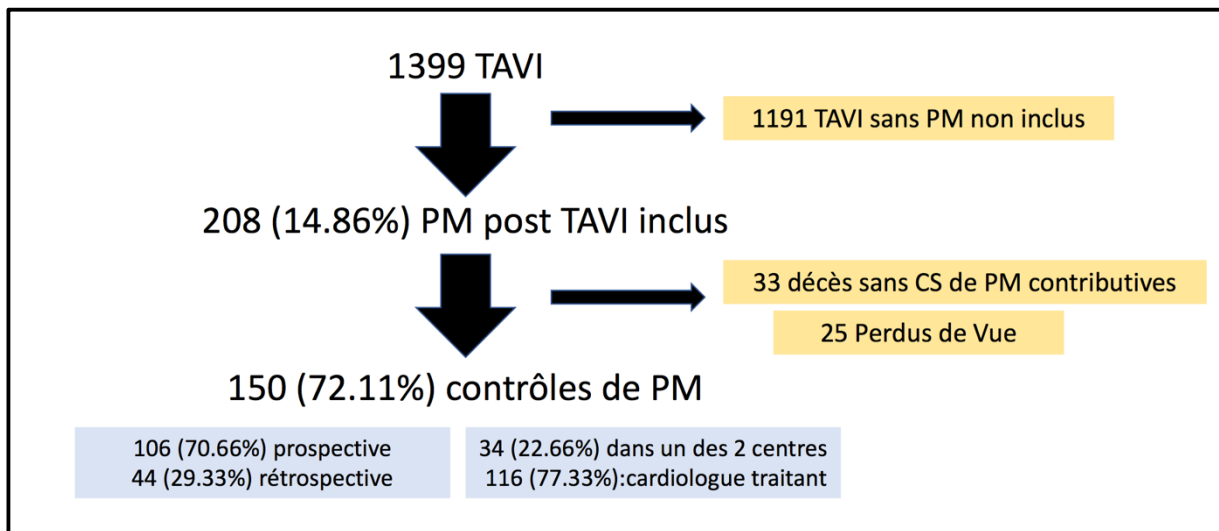 1399 TAVI
1191 TAVI sans PM non inclus
208 (14.86%) PM post TAVI inclus
33 décès sans CS de PM contributives
25 Perdus de Vue
150 (72.11%) contrôles de PM
106 (70.66%) prospective
44 (29.33%) rétrospective
34 (22.66%) dans un des 2 centres
116 (77.33%):cardiologue traitant